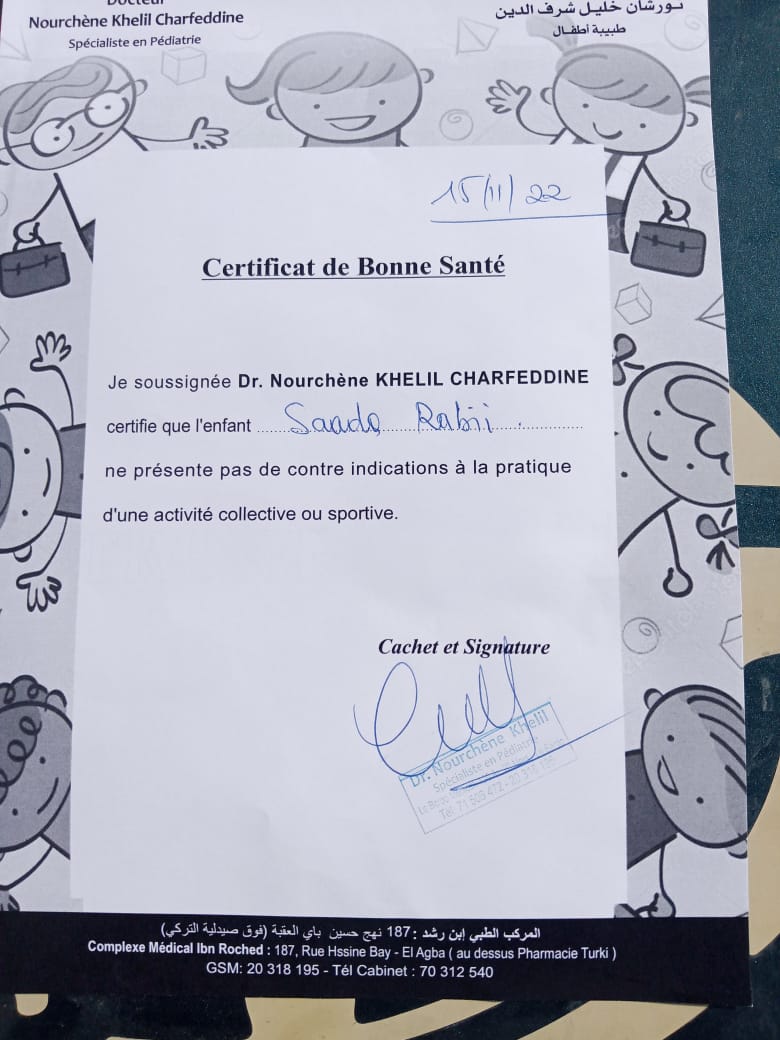 Docteur
Nourchène Khelil Charfeddine
Spécialiste en Pédiatrie
نورشان خليل شرف الدين
طبيبة أطفال
15/11/22
Certificat de Bonne Santé
Je soussignée Dr. Nourchène KHELIL CHARFEDDINE
certifie que l'enfant ...... Saado Rabii ......
ne présente pas de contre indications à la pratique
d'une activité collective ou sportive.
Cachet et Signature
Dr. Nourchène Khelil
Spécialiste en Pédiatrie
المركب الطبي إبن رشد : 187 نهج حسين باي العقبة (فوق صيدلية التركي)
Complexe Médical Ibn Roched : 187, Rue Hssine Bay - El Agba ( au dessus Pharmacie Turki )
GSM: 20 318 195 - Tél Cabinet : 70 312 540